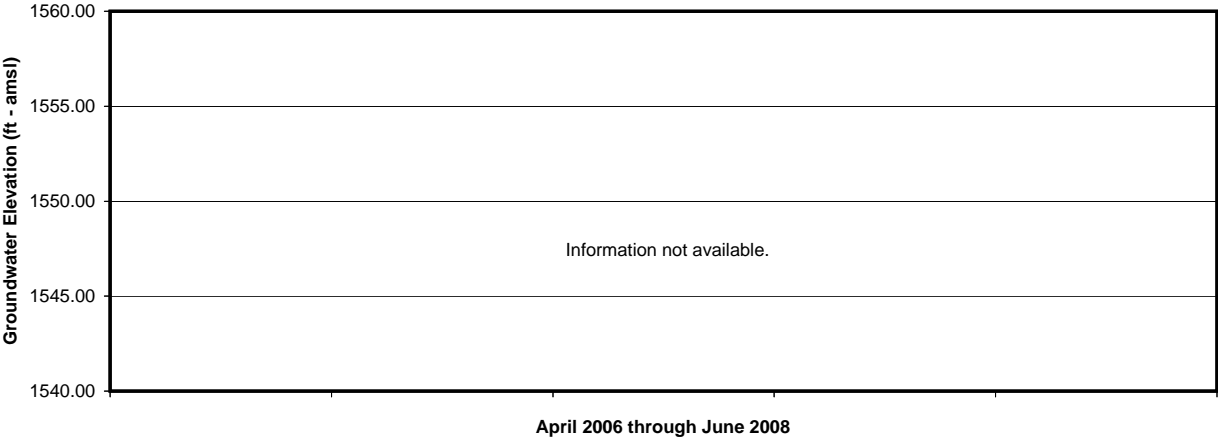 1560.00
1555.00
1550.00
1545.00
1540.00
Groundwater Elevation (ft - amsl)
Information not available.
April 2006 through June 2008